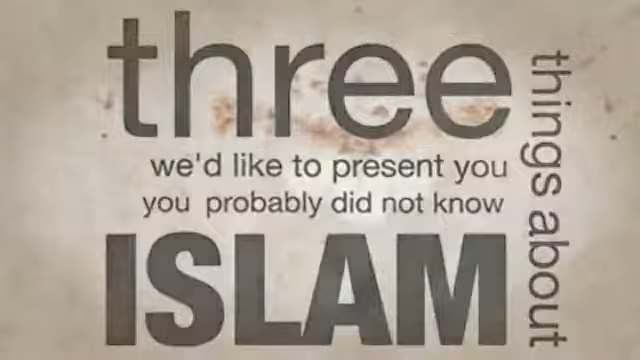 three
things about
we'd like to present you
you probably did not know
ISLAM